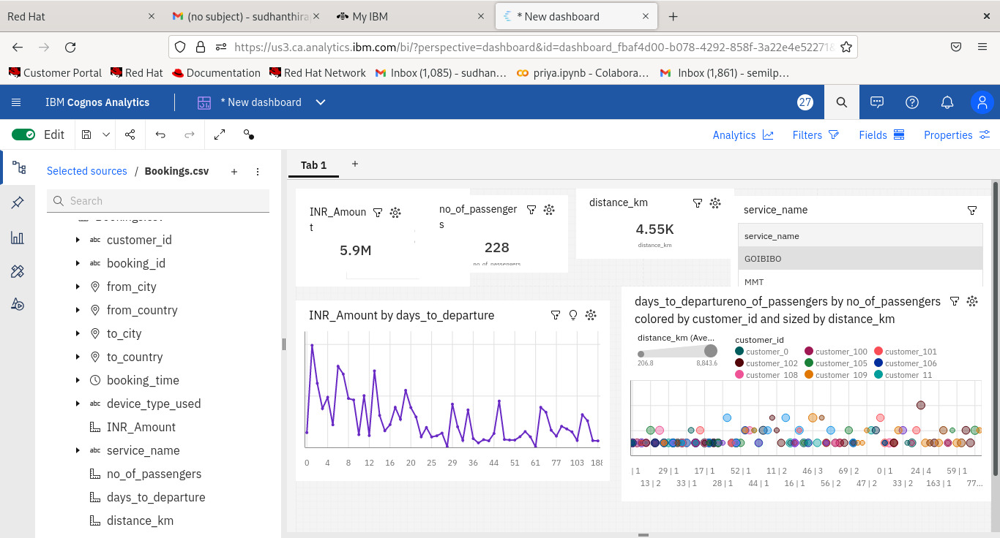 Red Hat
(no subject) - sudhanthira
My IBM
* New dashboard
https://us3.ca.analytics.ibm.com/bi/?perspective=dashboard&id=dashboard_fbaf4d00-b078-4292-858f-3a22e4e52271
Customer Portal
Red Hat
Documentation
Red Hat Network
Inbox (1,085) - sudhan…
priya.ipynb - Colabora…
Inbox (1,861) - semilp…
IBM Cognos Analytics
* New dashboard
27
Edit
Analytics
Filters
Fields
Properties
Selected sources / Bookings.csv
Tab 1
Search
Bookings.csv
abc customer_id
abc booking_id
from_city
from_country
to_city
to_country
booking_time
abc device_type_used
INR_Amount
abc service_name
no_of_passengers
days_to_departure
distance_km
INR_Amoun
t
5.9M
no_of_passenger
s
228
no_of_passengers
distance_km
4.55K
distance_km
service_name
service_name
GOIBIBO
MMT
INR_Amount by days_to_departure
0 4 8 12 16 20 25 29 36 44 51 61 77 103 188
days_to_departureno_of_passengers by no_of_passengers
colored by customer_id and sized by distance_km
distance_km (Ave...
206.8 8,843.6
customer_id
customer_0 customer_100 customer_101
customer_102 customer_105 customer_106
customer_108 customer_109 customer_11
| 1 29 | 1 17 | 1 52 | 1 11 | 2 46 | 3 69 | 2 0 | 1 24 | 4 59 | 1
13 | 2 33 | 1 28 | 1 44 | 1 16 | 1 56 | 2 47 | 2 33 | 2 163 | 1 77...